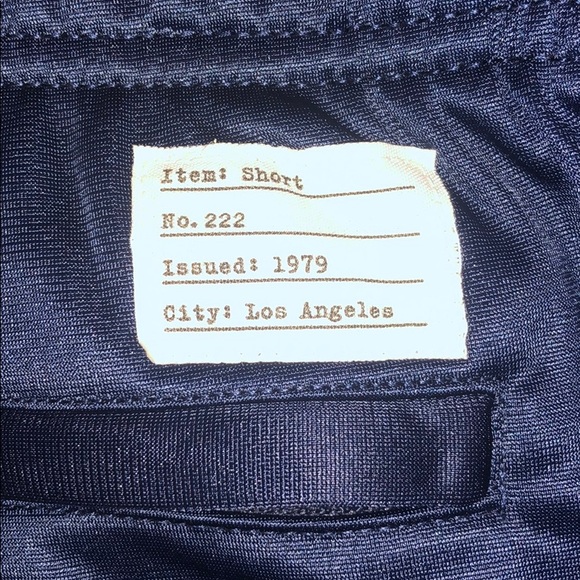 Item: Short
No. 222
Issued: 1979
City: Los Angeles